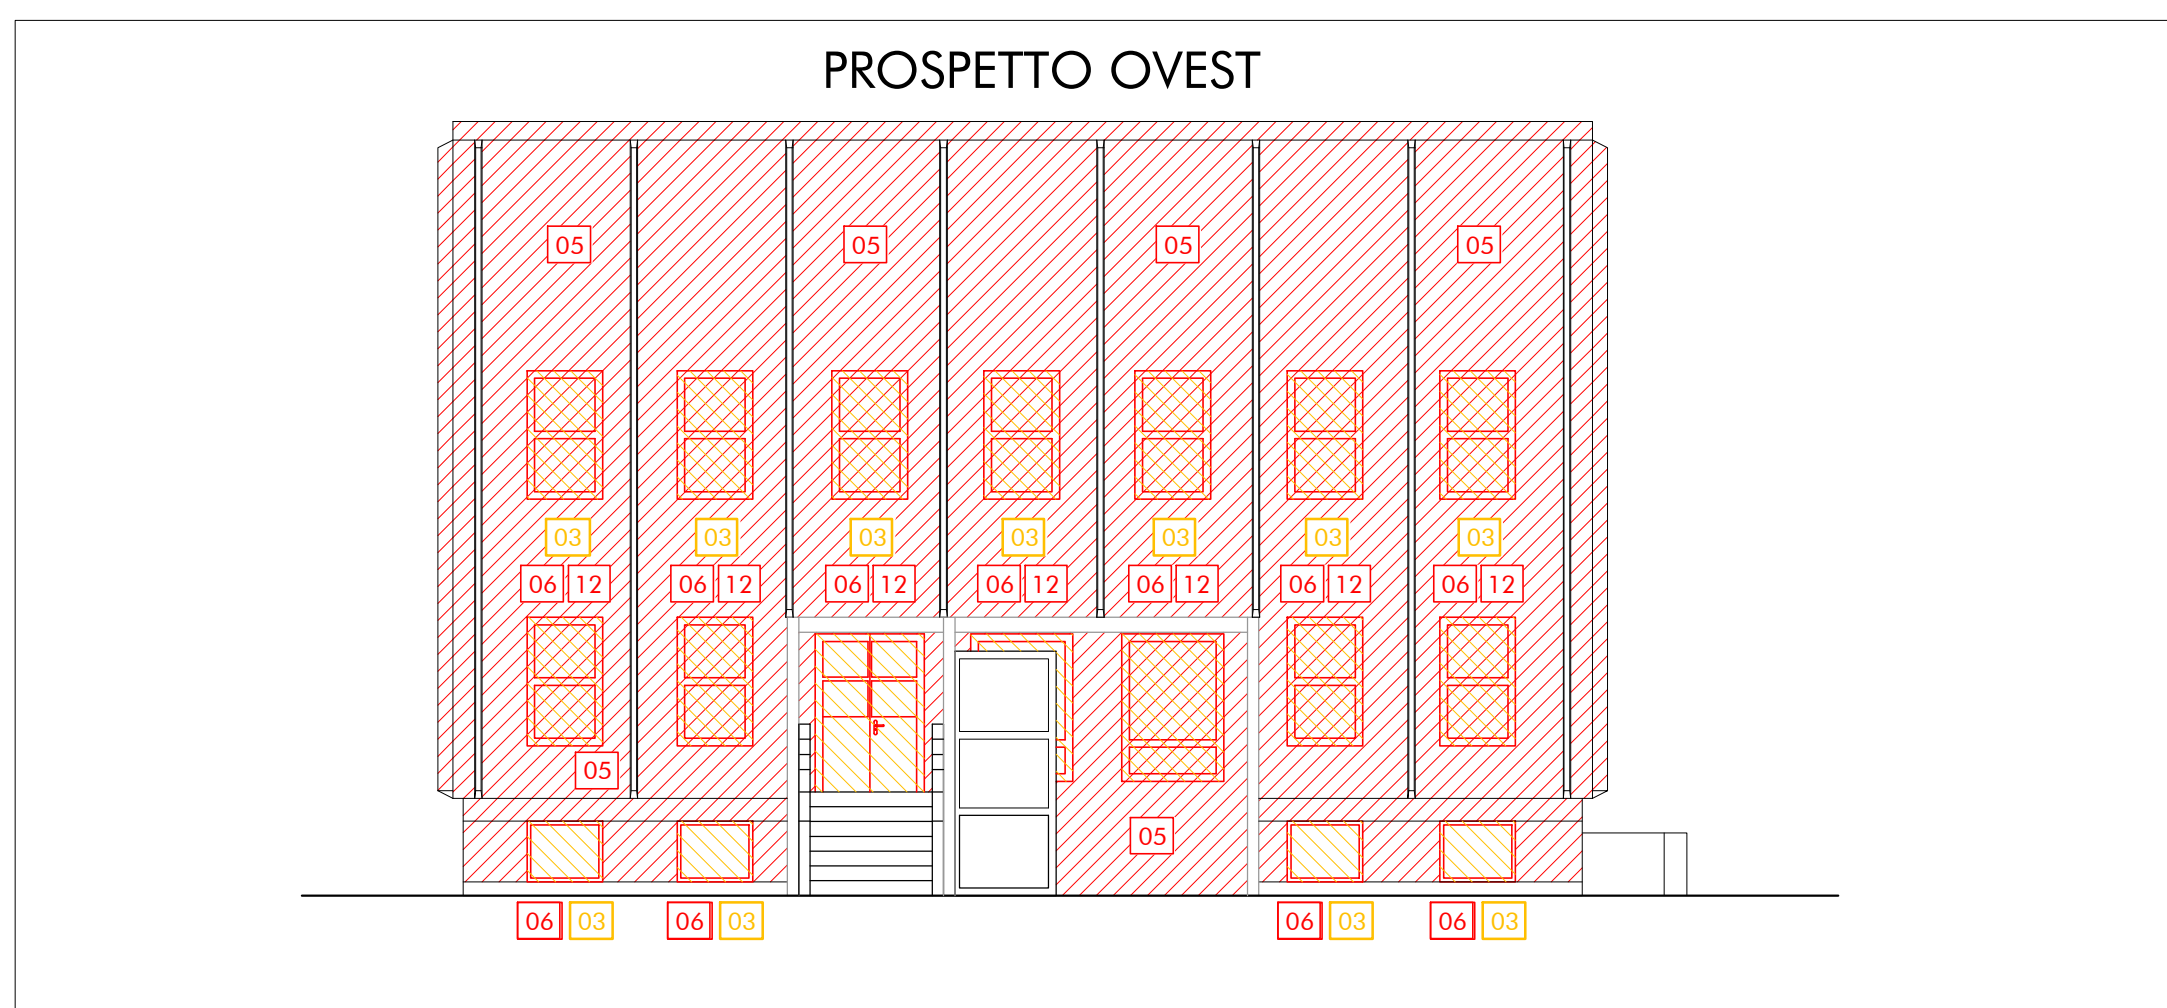 PROSPETTO OVEST
05 05 05 05
03 03 03 03 03 03 03
06 12 06 12 06 12 06 12 06 12 06 12 06 12
05
05
06 03 06 03 06 03 06 03